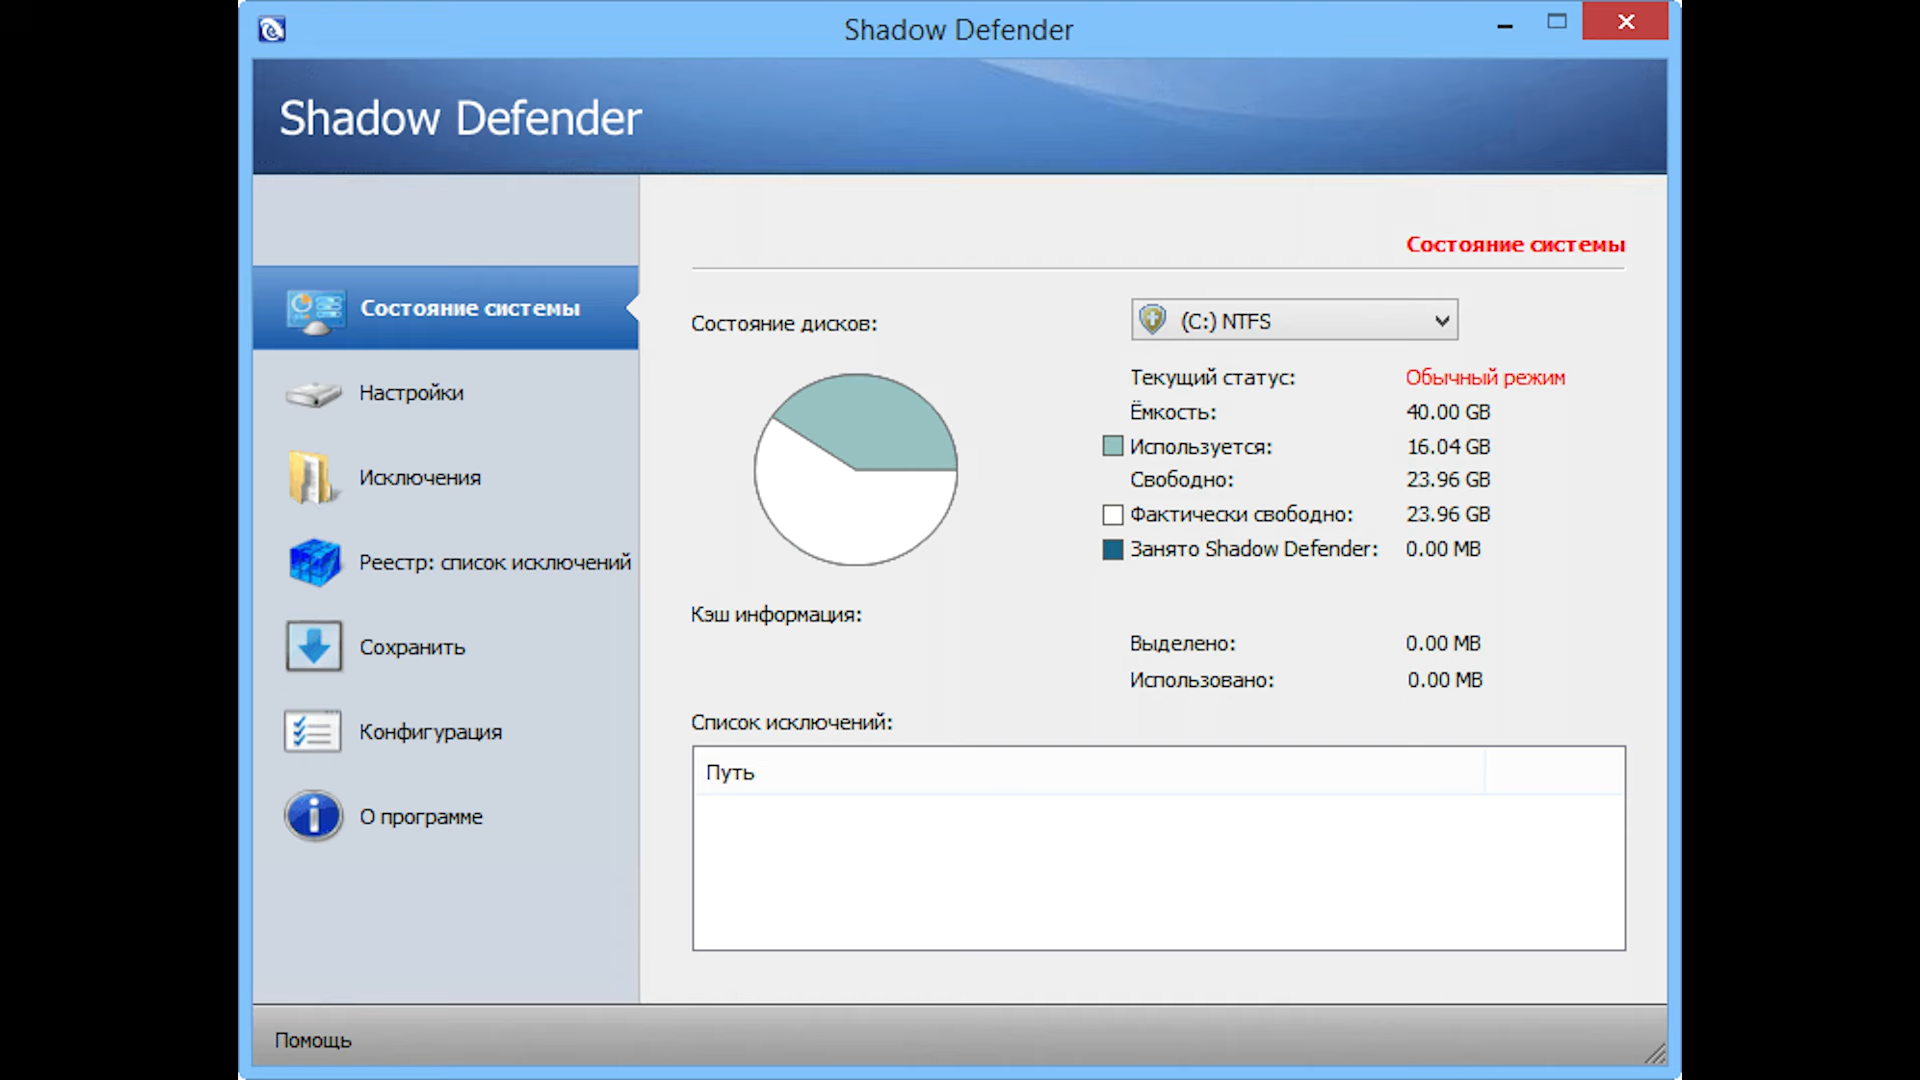 Shadow Defender
Shadow Defender
Состояние системы
Настройки
Исключения
Реестр: список исключений
Сохранить
Конфигурация
О программе
Состояние системы
Состояние дисков:
(C:) NTFS
Текущий статус: Обычный режим
Ёмкость: 40.00 GB
Используется: 16.04 GB
Свободно: 23.96 GB
Фактически свободно: 23.96 GB
Занято Shadow Defender: 0.00 MB
Кэш информация:
Выделено: 0.00 MB
Использовано: 0.00 MB
Список исключений:
Путь
Помощь